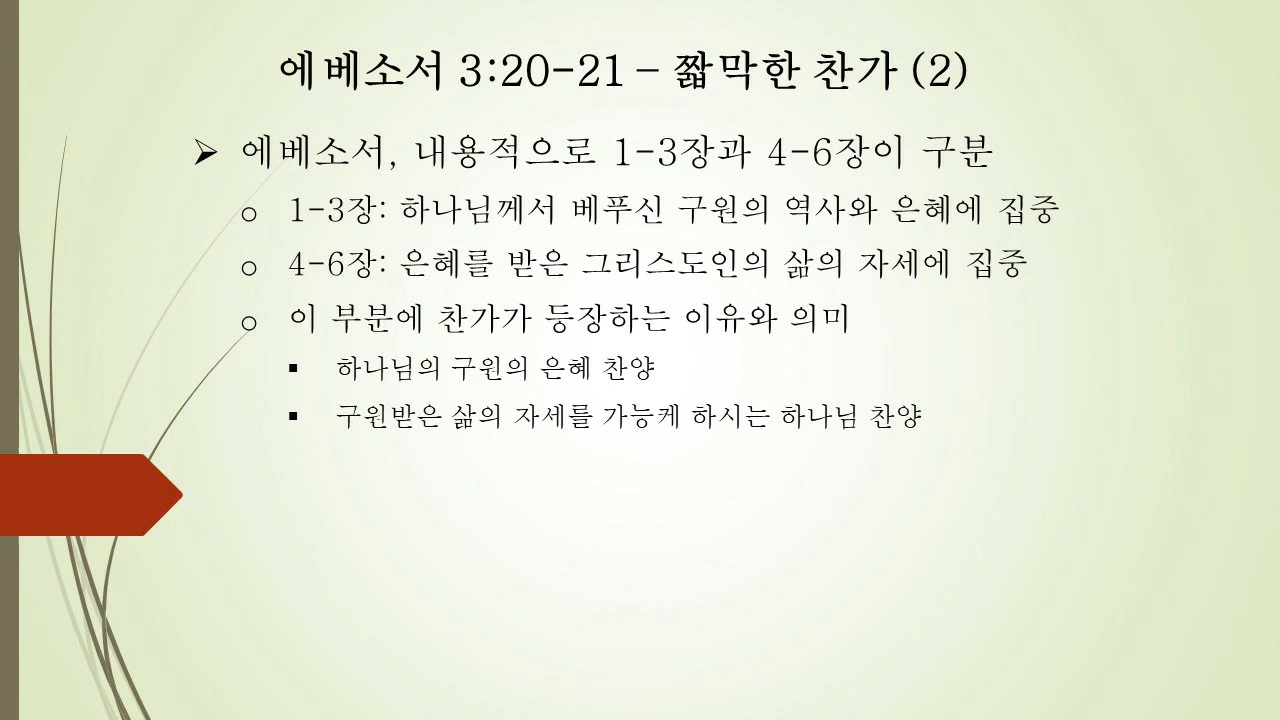 에베소서 3:20-21 – 짧막한 찬가 (2)
➢ 에베소서, 내용적으로 1-3장과 4-6장이 구분
o 1-3장: 하나님께서 베푸신 구원의 역사와 은혜에 집중
o 4-6장: 은혜를 받은 그리스도인의 삶의 자세에 집중
o 이 부분에 찬가가 등장하는 이유와 의미
▪ 하나님의 구원의 은혜 찬양
▪ 구원받은 삶의 자세를 가능케 하시는 하나님 찬양